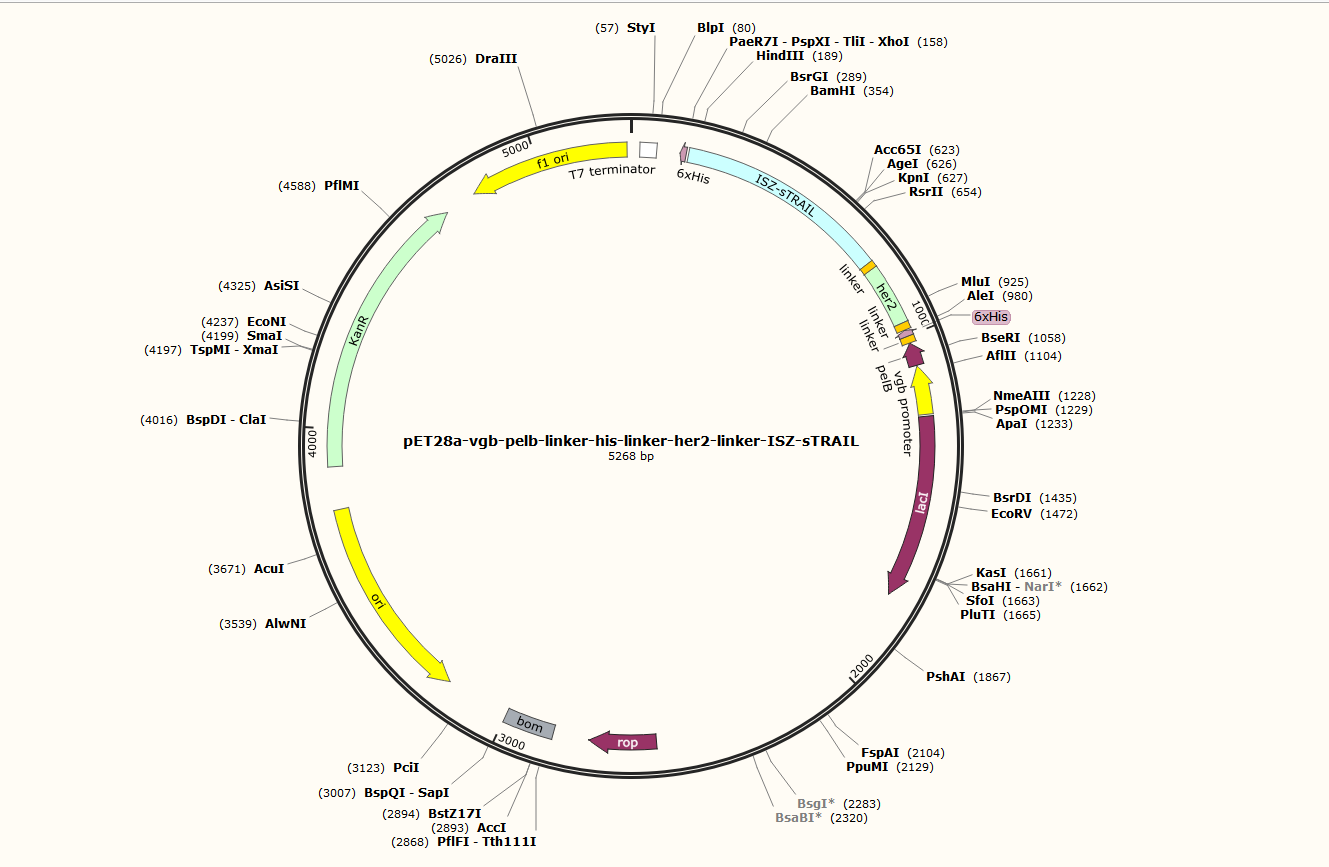 (57) StyI
BlpI (80)
PaeR7I - PspXI - TliI - XhoI (158)
HindIII (189)
BsrGI (289)
BamHI (354)
Acc65I (623)
AgeI (626)
KpnI (627)
RsrII (654)
MluI (925)
AleI (980)
6xHis
BseRI (1058)
AflII (1104)
NmeAIII (1228)
PspOMI (1229)
ApaI (1233)
BsrDI (1435)
EcoRV (1472)
KasI (1661)
BsaHI - NarI* (1662)
SfoI (1663)
PluTI (1665)
PshAI (1867)
FspAI (2104)
PpuMI (2129)
BsgI* (2283)
BsaBI* (2320)
(2868) PflFI - Tth111I
(2893) AccI
(2894) BstZ17I
(3007) BspQI - SapI
(3123) PciI
(3539) AlwNI
(3671) AcuI
(4016) BspDI - ClaI
(4197) TspMI - XmaI
(4199) SmaI
(4237) EcoNI
(4325) AsiSI
(4588) PflMI
(5026) DraIII
T7 terminator
6xHis
ISZ-sTRAIL
linker
her2
linker
linker
pelB
vgb promoter
lacI
rop
bom
ori
KanR
f1 ori
1000
2000
3000
4000
5000
pET28a-vgb-pelb-linker-his-linker-her2-linker-ISZ-sTRAIL
5268 bp